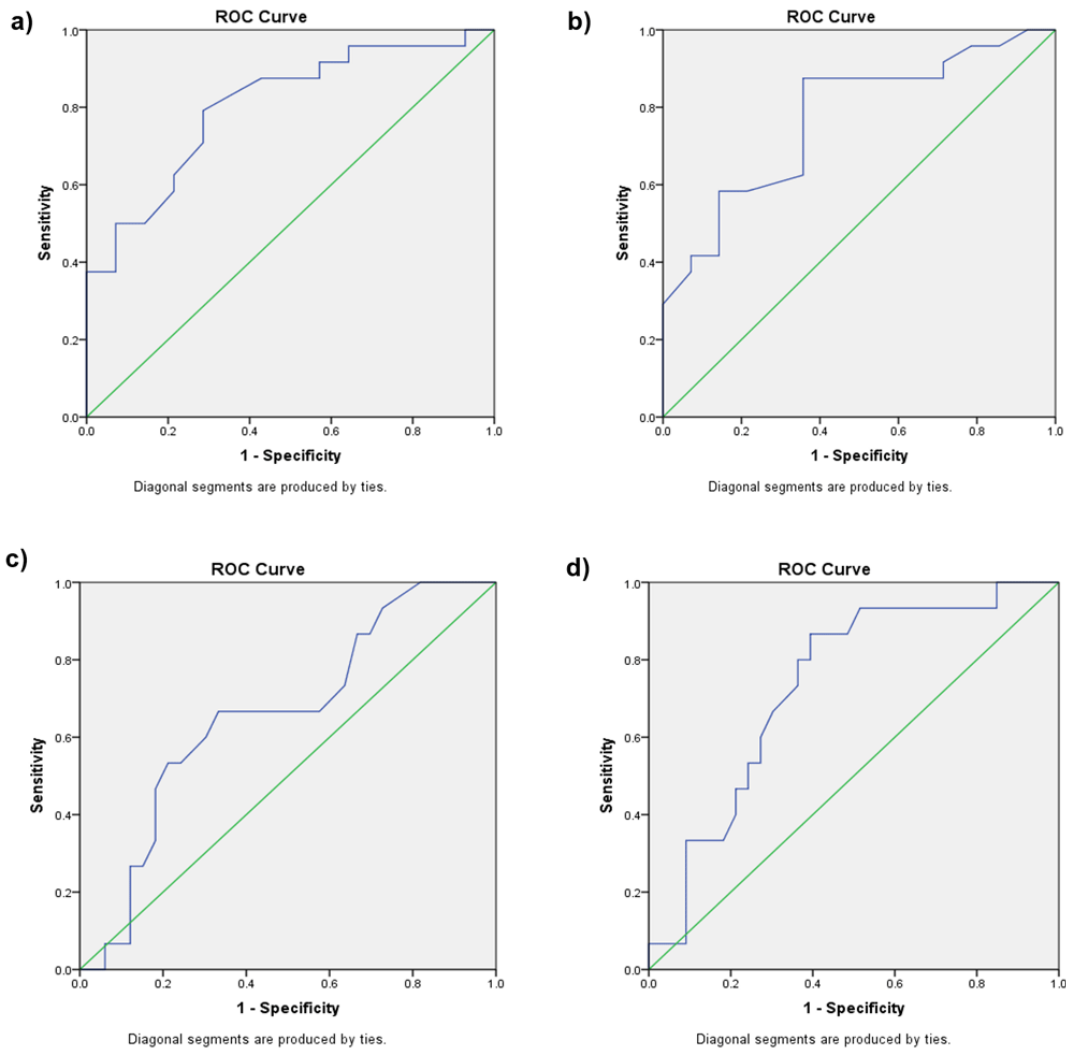 a)
ROC Curve
1.0
0.8
0.6
0.4
0.2
0.0
Sensitivity
0.0 0.2 0.4 0.6 0.8 1.0
1 - Specificity
Diagonal segments are produced by ties.
b)
ROC Curve
1.0
0.8
0.6
0.4
0.2
0.0
Sensitivity
0.0 0.2 0.4 0.6 0.8 1.0
1 - Specificity
Diagonal segments are produced by ties.
c)
ROC Curve
1.0
0.8
0.6
0.4
0.2
0.0
Sensitivity
0.0 0.2 0.4 0.6 0.8 1.0
1 - Specificity
Diagonal segments are produced by ties.
d)
ROC Curve
1.0
0.8
0.6
0.4
0.2
0.0
Sensitivity
0.0 0.2 0.4 0.6 0.8 1.0
1 - Specificity
Diagonal segments are produced by ties.